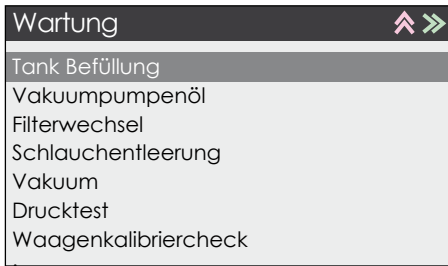 Wartung
Tank Befüllung
Vakuumpumpenöl
Filterwechsel
Schlauchentleerung
Vakuum
Drucktest
Waagenkalibriercheck